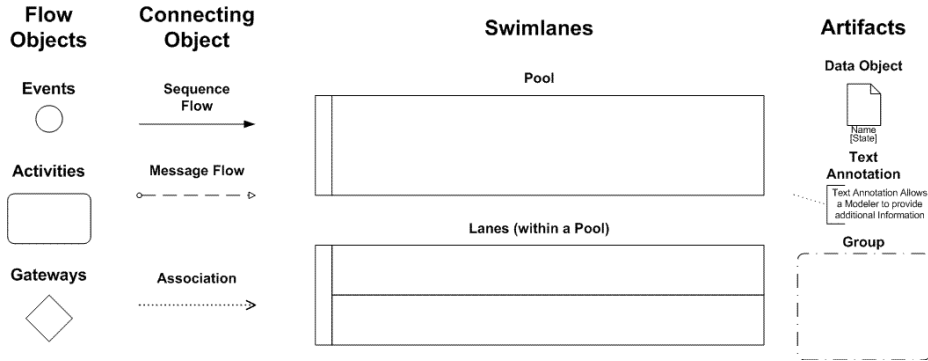 Flow
Objects
Events
Activities
Gateways
Connecting
Object
Sequence
Flow
Message Flow
Association
Swimlanes
Pool
Lanes (within a Pool)
Artifacts
Data Object
Name
[State]
Text
Annotation
Text Annotation Allows
a Modeler to provide
additional Information
Group